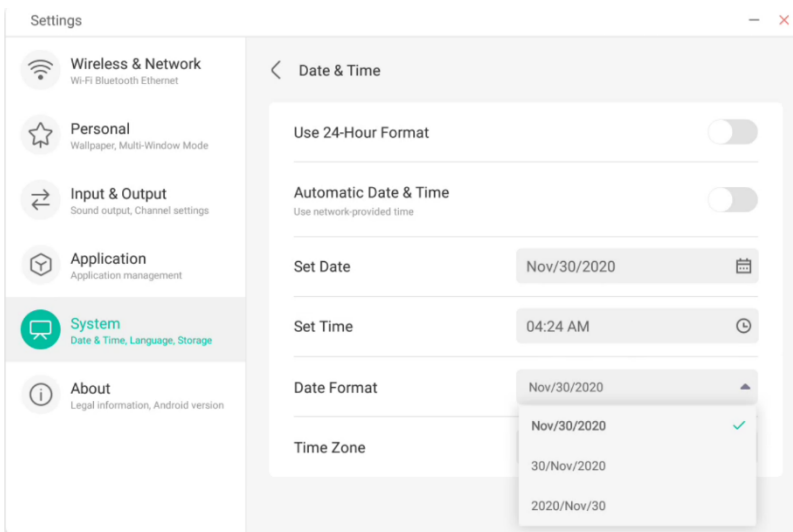 Settings
Wireless & Network
Wi-Fi Bluetooth Ethernet
Personal
Wallpaper, Multi-Window Mode
Input & Output
Sound output, Channel settings
Application
Application management
System
Date & Time, Language, Storage
About
Legal information, Android version
Date & Time
Use 24-Hour Format
Automatic Date & Time
Use network-provided time
Set Date
Nov/30/2020
Set Time
04:24 AM
Date Format
Nov/30/2020
Nov/30/2020
30/Nov/2020
2020/Nov/30
Time Zone